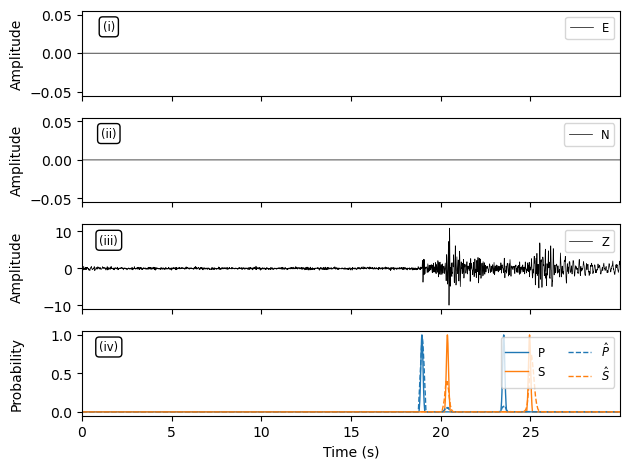 0.05
0.00
−0.05
Amplitude
(i)
E
0.05
0.00
−0.05
Amplitude
(ii)
N
10
0
−10
Amplitude
(iii)
Z
1.0
0.5
0.0
Probability
(iv)
P P̂
S Ŝ
0 5 10 15 20 25
Time (s)